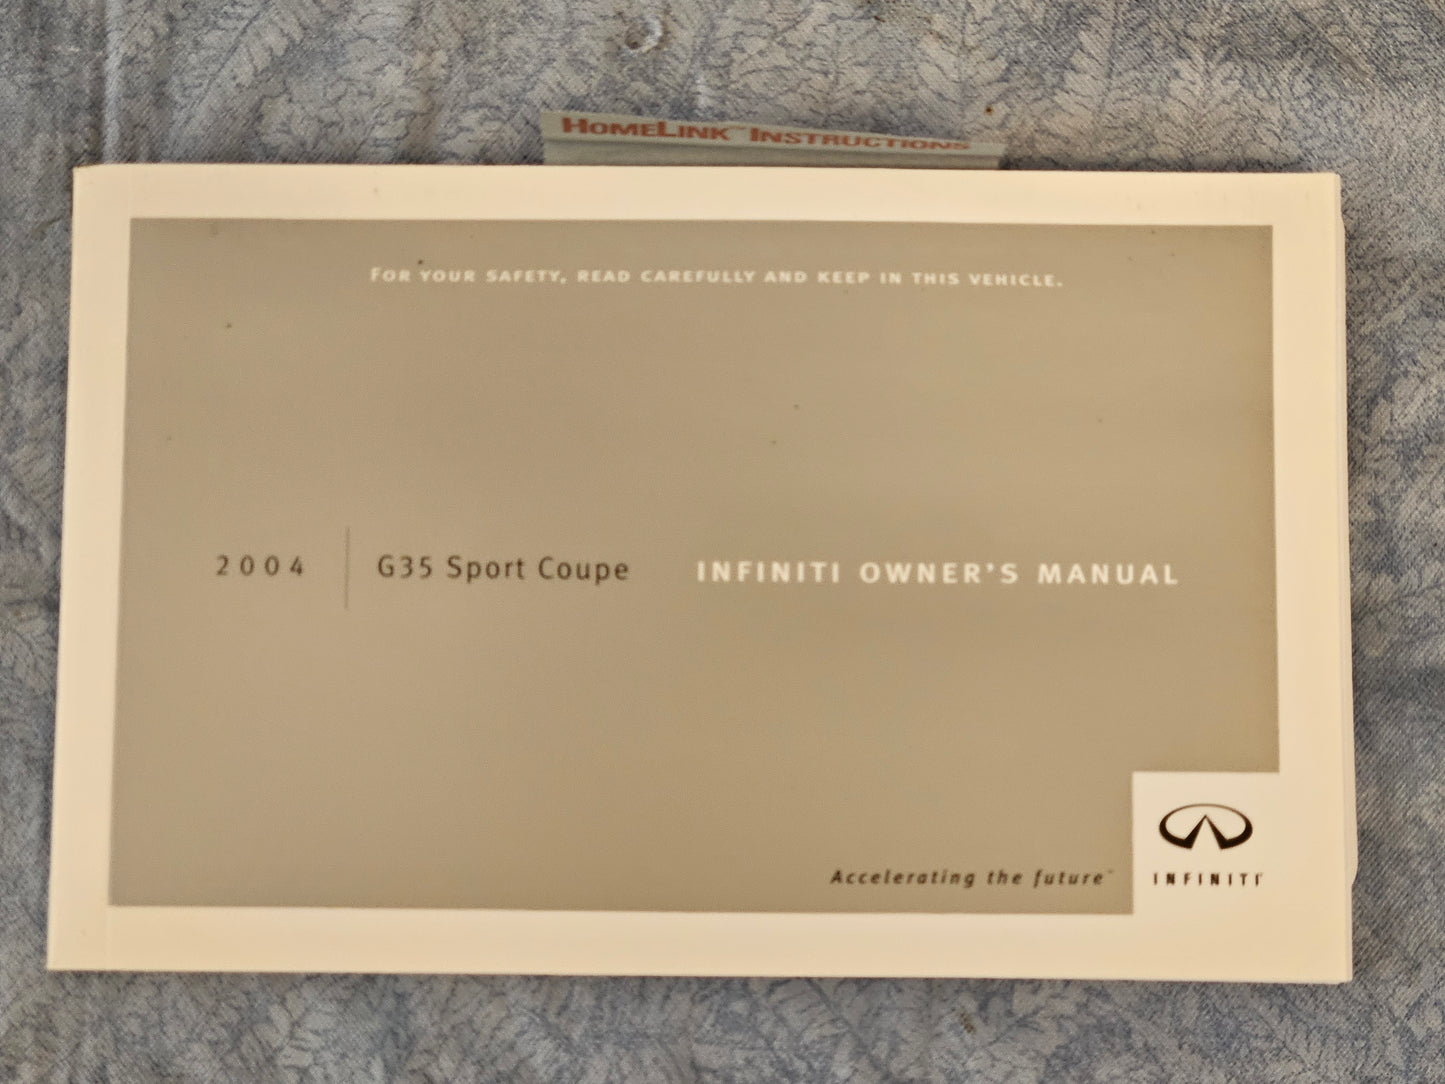 HomeLink™ Instructions
For your safety, read carefully and keep in this vehicle.
2004 G35 Sport Coupe INFINITI OWNER'S MANUAL
Accelerating the future™
INFINITI®